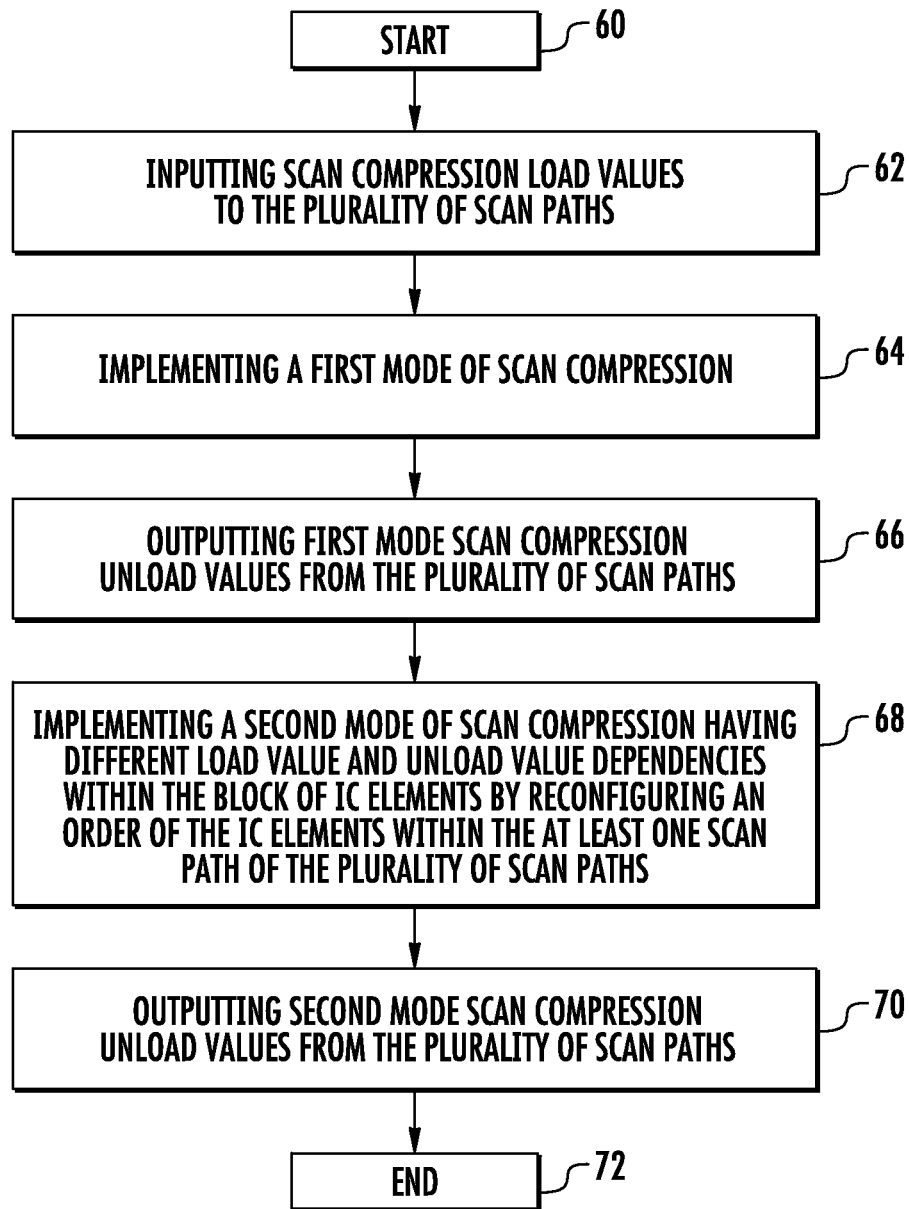 START
60
INPUTTING SCAN COMPRESSION LOAD VALUES
TO THE PLURALITY OF SCAN PATHS
62
IMPLEMENTING A FIRST MODE OF SCAN COMPRESSION
64
OUTPUTTING FIRST MODE SCAN COMPRESSION
UNLOAD VALUES FROM THE PLURALITY OF SCAN PATHS
66
IMPLEMENTING A SECOND MODE OF SCAN COMPRESSION HAVING
DIFFERENT LOAD VALUE AND UNLOAD VALUE DEPENDENCIES
WITHIN THE BLOCK OF IC ELEMENTS BY RECONFIGURING AN
ORDER OF THE IC ELEMENTS WITHIN THE AT LEAST ONE SCAN
PATH OF THE PLURALITY OF SCAN PATHS
68
OUTPUTTING SECOND MODE SCAN COMPRESSION
UNLOAD VALUES FROM THE PLURALITY OF SCAN PATHS
70
END
72